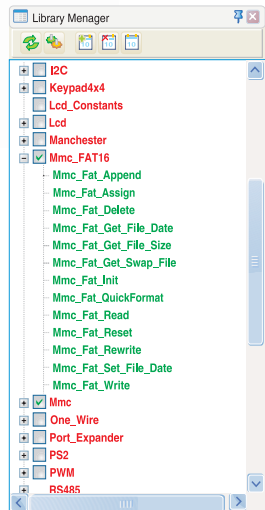 Library Menager
I2C
Keypad4x4
Lcd_Constants
Lcd
Manchester
Mmc_FAT16
Mmc_Fat_Append
Mmc_Fat_Assign
Mmc_Fat_Delete
Mmc_Fat_Get_File_Date
Mmc_Fat_Get_File_Size
Mmc_Fat_Get_Swap_File
Mmc_Fat_Init
Mmc_Fat_QuickFormat
Mmc_Fat_Read
Mmc_Fat_Reset
Mmc_Fat_Rewrite
Mmc_Fat_Set_File_Date
Mmc_Fat_Write
Mmc
One_Wire
Port_Expander
PS2
PWM
RS485